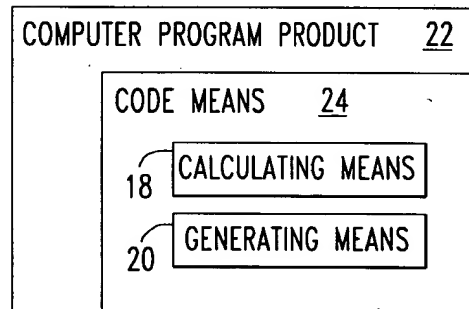 COMPUTER PROGRAM PRODUCT 22
CODE MEANS 24
18 CALCULATING MEANS
20 GENERATING MEANS